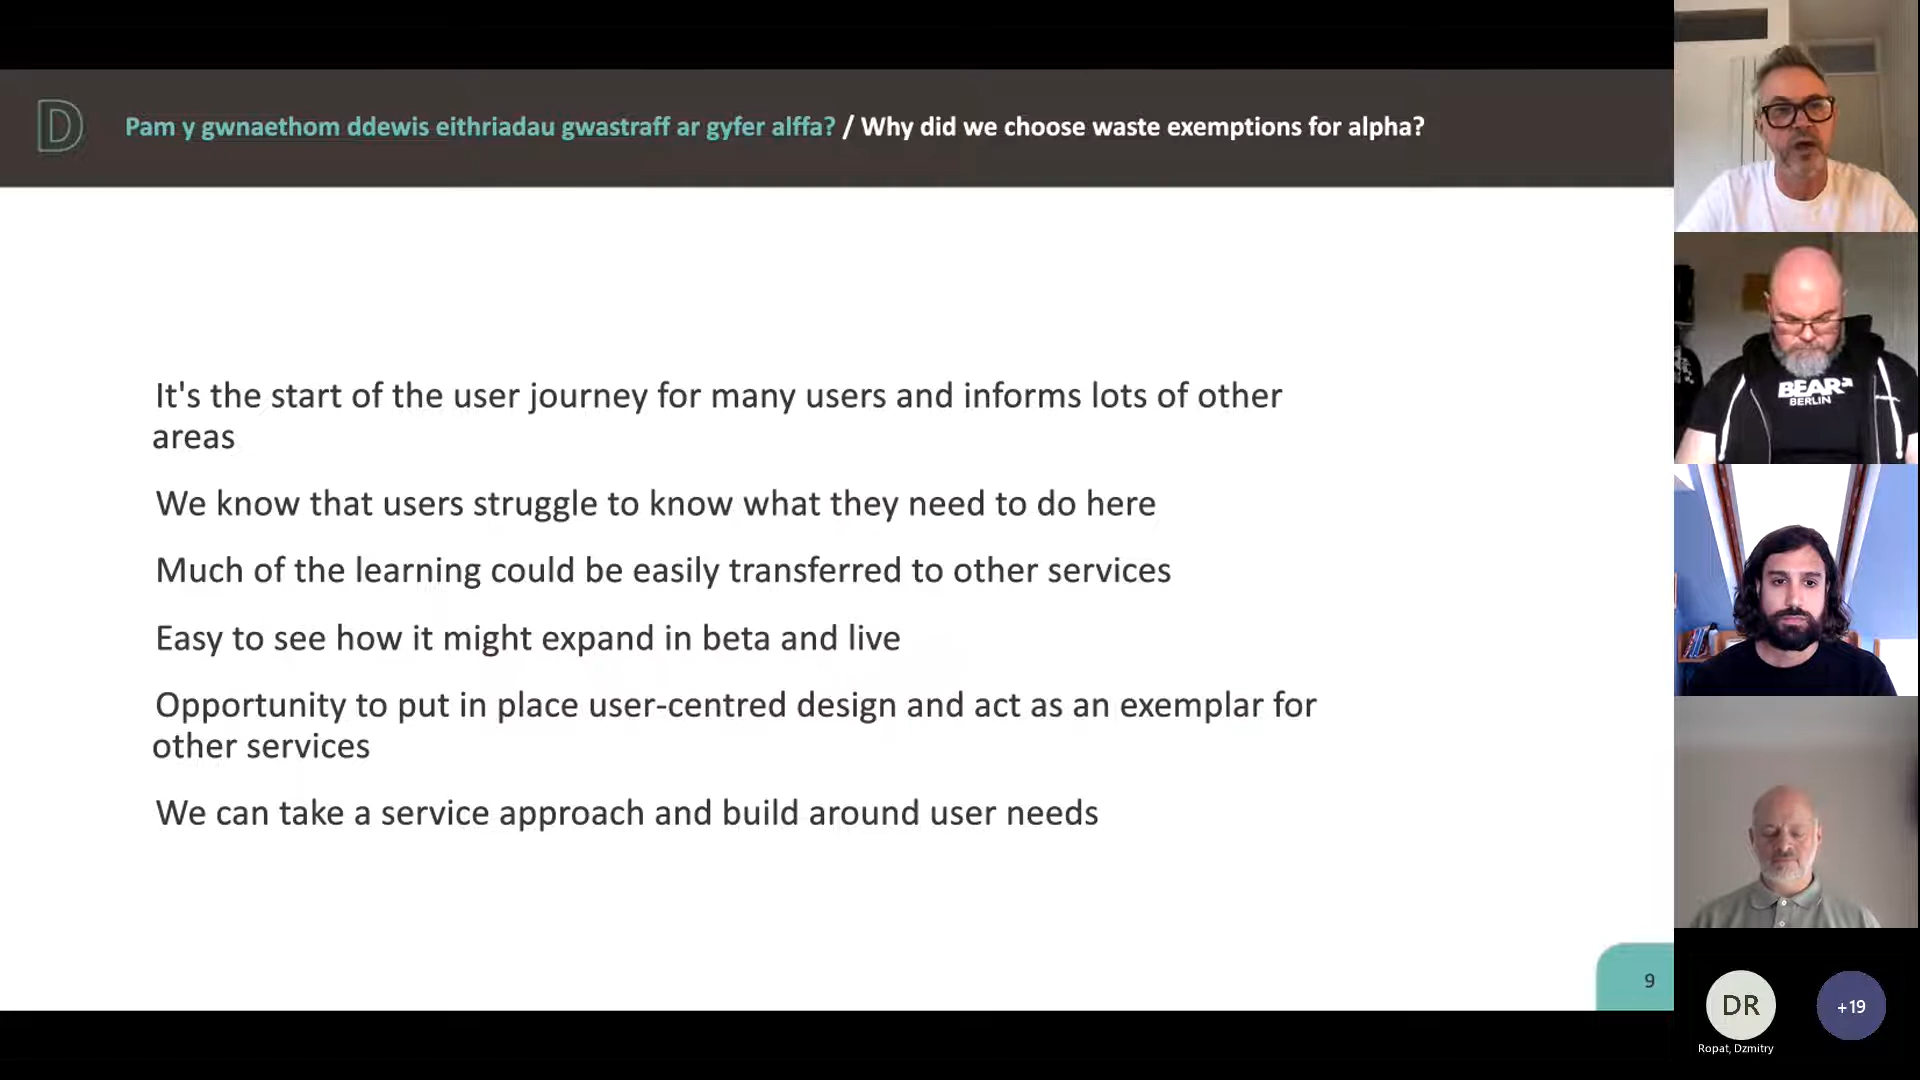 D
Pam y gwnaethom ddewis eithriadau gwastraff ar gyfer alffa? / Why did we choose waste exemptions for alpha?
It's the start of the user journey for many users and informs lots of other
areas
We know that users struggle to know what they need to do here
Much of the learning could be easily transferred to other services
Easy to see how it might expand in beta and live
Opportunity to put in place user-centred design and act as an exemplar for
other services
We can take a service approach and build around user needs
9
BEAR
BERLIN
DR
Ropat, Dzmitry
+19